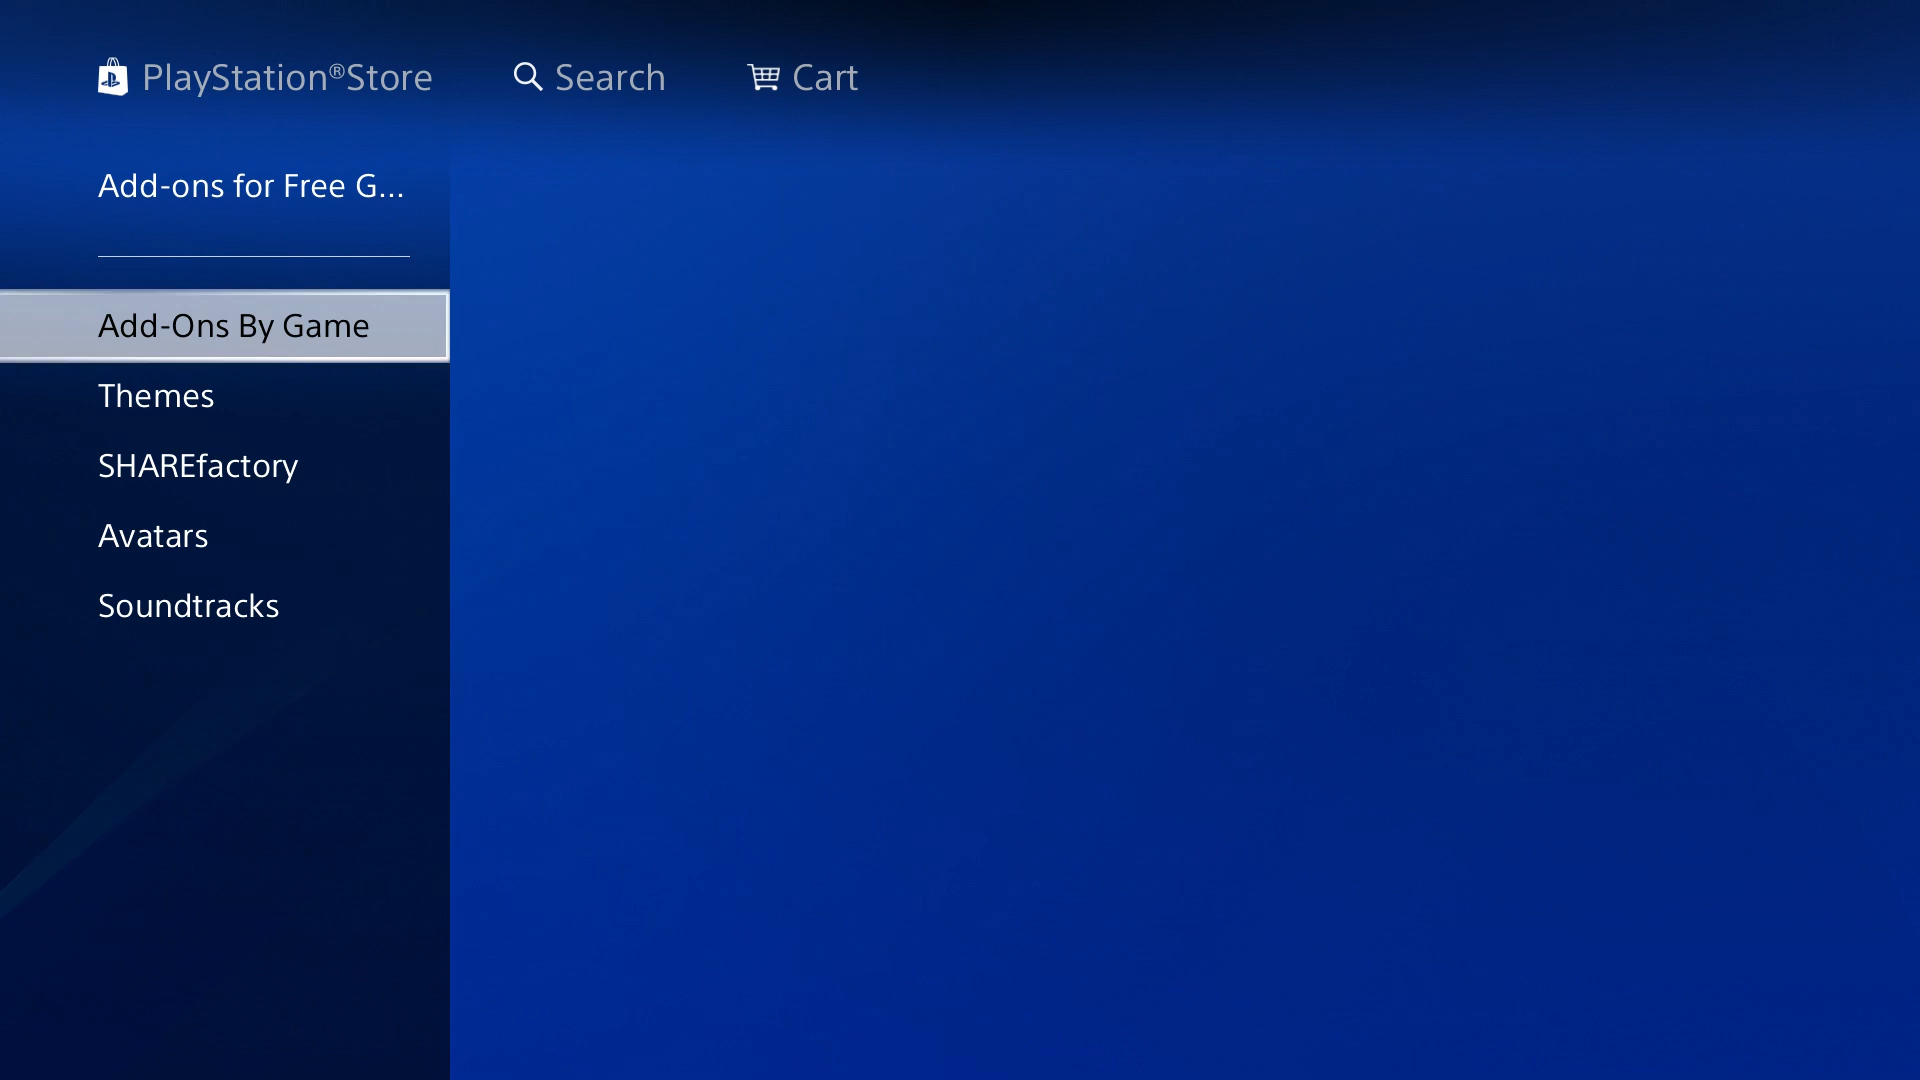 PlayStation®Store
Search
Cart
Add-ons for Free G...
Add-Ons By Game
Themes
SHAREfactory
Avatars
Soundtracks